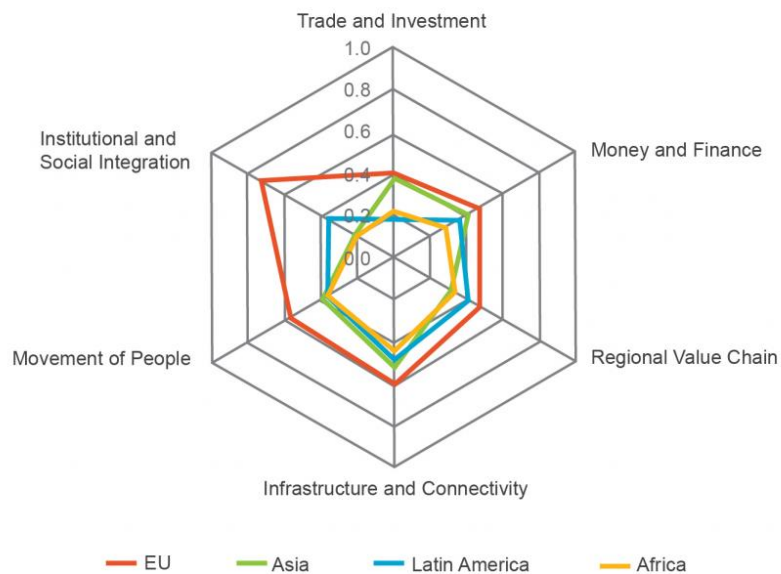 Trade and Investment
1.0
0.8
0.6
0.4
0.2
0.0
Institutional and
Social Integration
Money and Finance
Movement of People
Regional Value Chain
Infrastructure and Connectivity
EU
Asia
Latin America
Africa